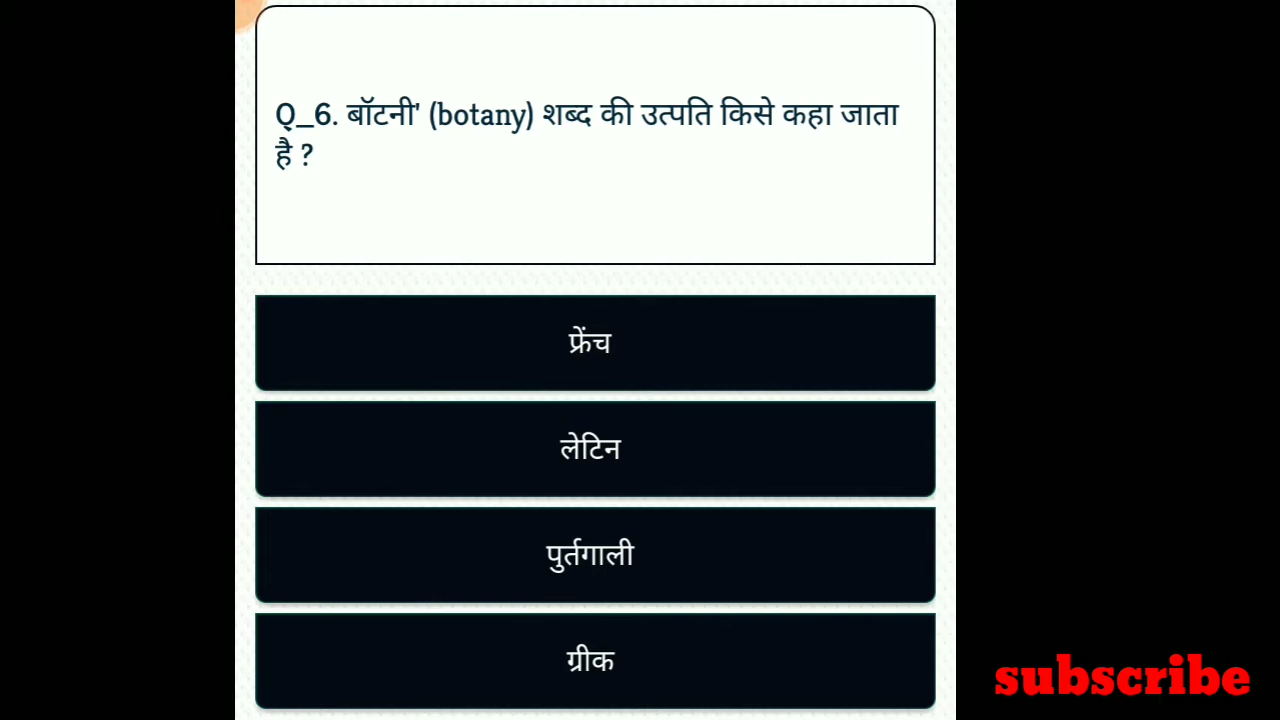 Q_6. बॉटनी' (botany) शब्द की उत्पति किसे कहा जाता
है ?
फ्रेंच
लेटिन
पुर्तगाली
ग्रीक
subscribe